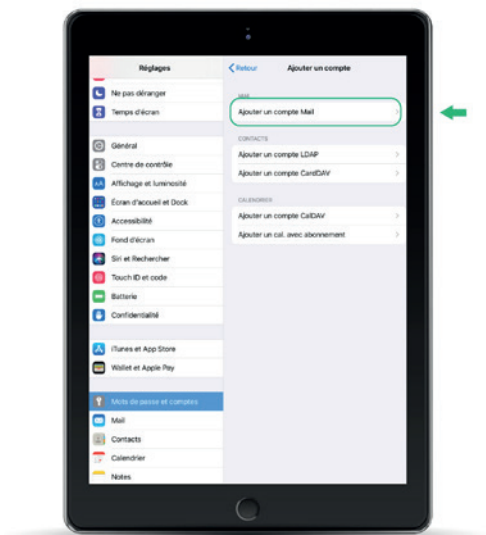 Réglages
Ne pas déranger
Temps d'écran
Général
Centre de contrôle
Affichage et luminosité
Écran d'accueil et Dock
Accessibilité
Fond d'écran
Siri et Rechercher
Touch ID et code
Batterie
Confidentialité
iTunes et App Store
Wallet et Apple Pay
Mots de passe et comptes
Mail
Contacts
Calendrier
Notes
Retour
Ajouter un compte
MAIL
Ajouter un compte Mail
CONTACTS
Ajouter un compte LDAP
Ajouter un compte CardDAV
CALENDRIER
Ajouter un compte CalDAV
Ajouter un cal. avec abonnement